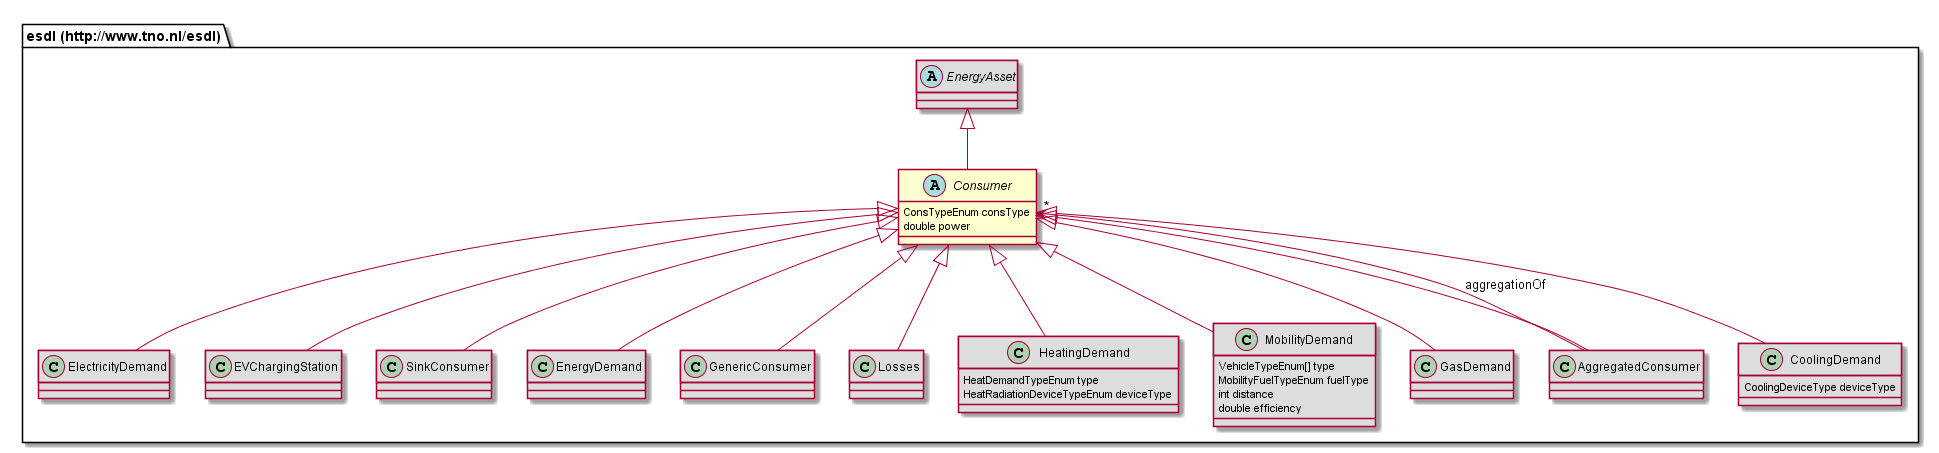 esdl (http://www.tno.nl/esdl)
A EnergyAsset
A Consumer
ConsTypeEnum consType
double power
*
aggregationOf
C ElectricityDemand
C EVChargingStation
C SinkConsumer
C EnergyDemand
C GenericConsumer
C Losses
C HeatingDemand
HeatDemandTypeEnum type
HeatRadiationDeviceTypeEnum deviceType
C MobilityDemand
VehicleTypeEnum[] type
MobilityFuelTypeEnum fuelType
int distance
double efficiency
C GasDemand
C AggregatedConsumer
C CoolingDemand
CoolingDeviceType deviceType